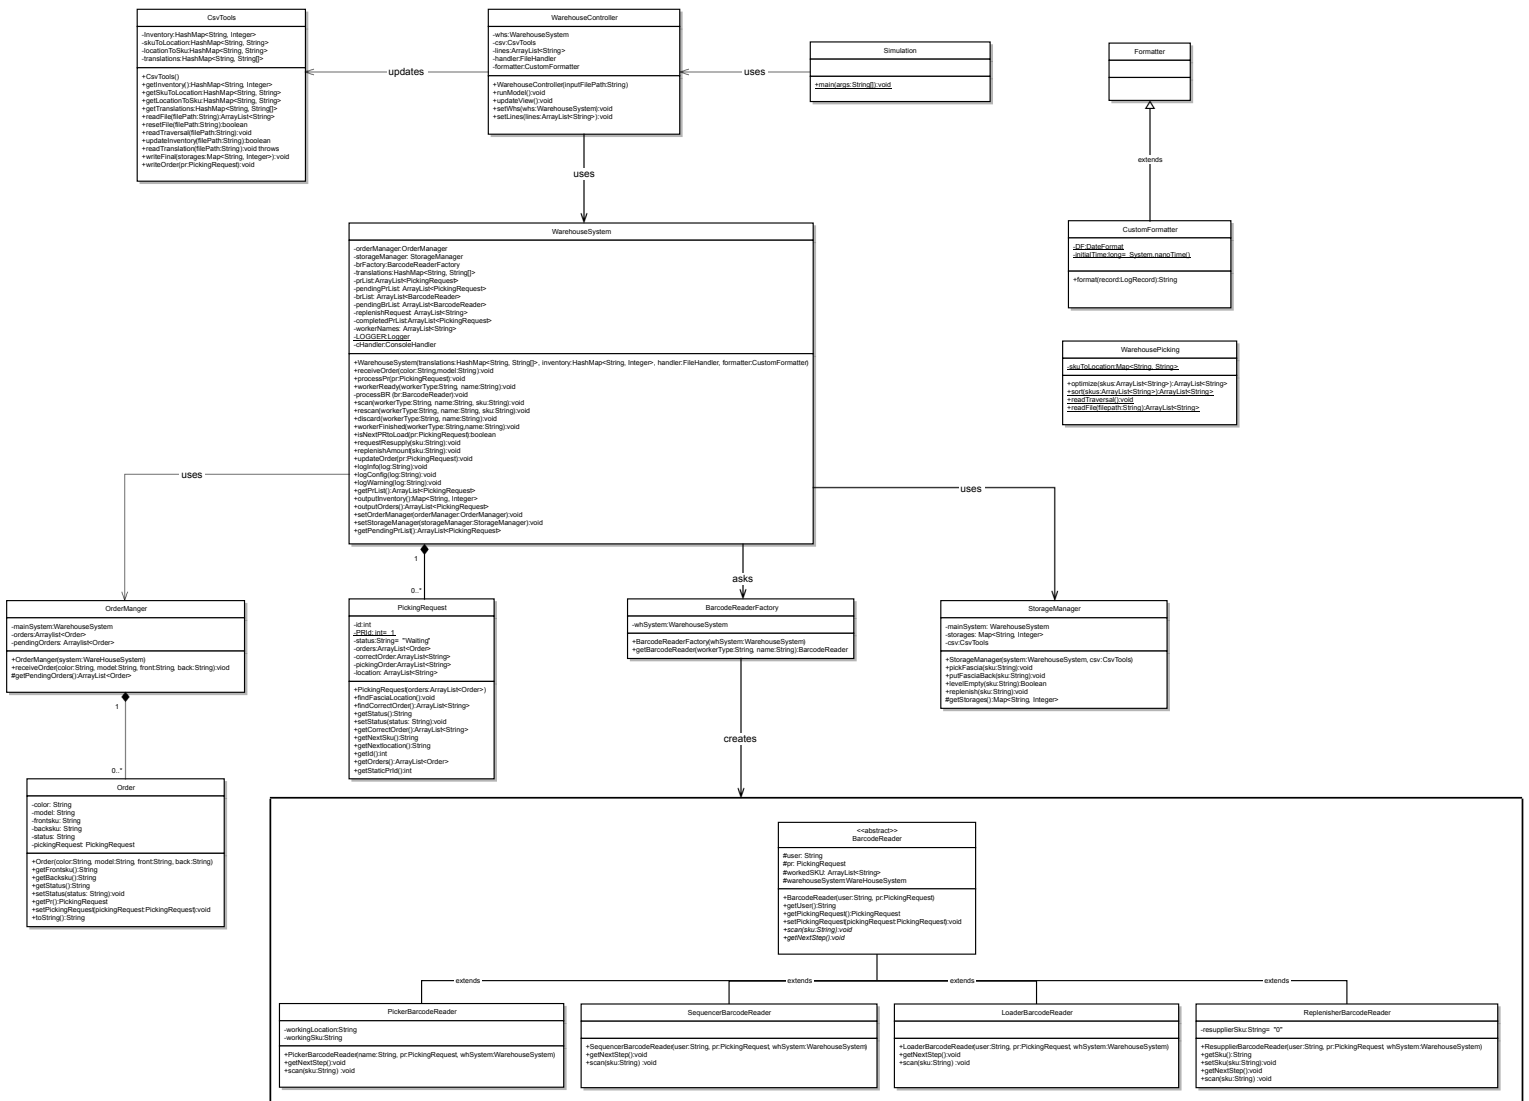 CsvTools
-Inventory:HashMap<String, Integer>
-skuToLocation:HashMap<String, String>
-locationToSku:HashMap<String, String>
-translations:HashMap<String, String[]>
+CsvTools()
+getInventory():HashMap<String, Integer>
+getSkuToLocation:HashMap<String, String>
+getLocationToSku:HashMap<String, String>
+getTranslations:HashMap<String, String[]>
+readFile(filePath:String):ArrayList<String>
+resetFile(filePath:String):boolean
+readTraversal(filePath:String):void
+updateInventory(filePath:String):boolean
+readTranslation(filePath:String):void throws
+writeFinal(storages:Map<String, Integer>):void
+writeOrder(pr:PickingRequest):void
updates
WarehouseController
-whs:WarehouseSystem
-csv:CsvTools
-lines:ArrayList<String>
-handler:FileHandler
-formatter:CustomFormatter
+WarehouseController(inputFilePath:String)
+runModel():void
+updateView():void
+setWhs(whs:WarehouseSystem):void
+setLines(lines:ArrayList<String>):void
uses
Simulation
+main(args:String[]):void
Formatter
extends
CustomFormatter
-DF:DateFormat
-initialTime:long= System.nanoTime()
+format(record:LogRecord):String
WarehousePicking
-skuToLocation:Map<String, String>
+optimize(skus:ArrayList<String>):ArrayList<String>
+sort(skus:ArrayList<String>):ArrayList<String>
+readTraversal():void
+readFile(filepath:String):ArrayList<String>
uses
WarehouseSystem
-orderManager:OrderManager
-storageManager: StorageManager
-brFactory:BarcodeReaderFactory
-translations:HashMap<String, String[]>
-prList:ArrayList<PickingRequest>
-pendingPrList: ArrayList<PickingRequest>
-brList: ArrayList<BarcodeReader>
-pendingBrList: ArrayList<BarcodeReader>
-replenishRequest: ArrayList<String>
-completedPrList:ArrayList<PickingRequest>
-workerNames: ArrayList<String>
-LOGGER:Logger
-cHandler:ConsoleHandler
+WarehouseSystem(translations:HashMap<String, String[]>, inventory:HashMap<String, Integer>, handler:FileHandler, formatter:CustomFormatter)
+receiveOrder(color:String,model:String):void
+processPr(pr:PickingRequest):void
+workerReady(workerType:String, name:String):void
-processBR (br:BarcodeReader):void
+scan(workerType:String, name:String, sku:String):void
+rescan(workerType:String, name:String, sku:String):void
+discard(workerType:String, name:String):void
+workerFinished(workerType:String,name:String):void
+isNextPRtoLoad(pr:PickingRequest):boolean
+requestResupply(sku:String):void
+replenishAmount(sku:String):void
+updateOrder(pr:PickingRequest):void
+logInfo(log:String):void
+logConfig(log:String):void
+logWarning(log:String):void
+getPrList():ArrayList<PickingRequest>
+outputInventory():Map<String, Integer>
+outputOrders():ArrayList<PickingRequest>
+setOrderManager(orderManager:OrderManager):void
+setStorageManager(storageManager:StorageManager):void
+getPendingPrList():ArrayList<PickingRequest>
uses
uses
1
0..*
asks
OrderManger
-mainSystem:WarehouseSystem
-orders:Arraylist<Order>
-pendingOrders: Arraylist<Order>
+OrderManger(system:WareHouseSystem)
+receiveOrder(color:String, model:String, front:String, back:String):viod
#getPendingOrders():ArrayList<Order>
1
0..*
Order
-color: String
-model: String
-frontsku: String
-backsku: String
-status: String
-pickingRequest: PickingRequest
+Order(color:String, model:String, front:String, back:String)
+getFrontsku():String
+getBacksku():String
+getStatus():String
+setStatus(status: String):void
+getPr():PickingRequest
+setPickingRequest(pickingRequest:PickingRequest):void
+toString():String
PickingRequest
-id:int
-PRId: int= 1
-status:String= "Waiting"
-orders:ArrayList<Order>
-correctOrder:ArrayList<String>
-pickingOrder:ArrayList<String>
-location: ArrayList<String>
+PickingRequest(orders:ArrayList<Order>)
+findFasciaLocation():void
+findCorrectOrder():ArrayList<String>
+getStatus():String
+setStatus(status: String):void
+getCorrectOrder():ArrayList<String>
+getNextSku():String
+getNextlocation():String
+getId():int
+getOrders():ArrayList<Order>
+getStaticPrId():int
BarcodeReaderFactory
-whSystem:WarehouseSystem
+BarcodeReaderFactory(whSystem:WarehouseSystem)
+getBarcodeReader(workerType:String, name:String):BarcodeReader
creates
StorageManager
-mainSystem: WarehouseSystem
-storages: Map<String, Integer>
-csv:CsvTools
+StorageManager(system:WarehouseSystem, csv:CsvTools)
+pickFascia(sku:String):void
+putFasciaBack(sku:String):void
+levelEmpty(sku:String):Boolean
+replenish(sku:String):void
#getStorages():Map<String, Integer>
<<abstract>>
BarcodeReader
#user: String
#pr: PickingRequest
#workedSKU: ArrayList<String>
#warehouseSystem:WareHouseSystem
+BarcodeReader(user:String, pr:PickingRequest)
+getUser():String
+getPickingRequest():PickingRequest
+setPickingRequest(pickingRequest:PickingRequest):void
+scan(sku:String):void
+getNextStep():void
extends
extends
extends
extends
PickerBarcodeReader
-workingLocation:String
-workingSku:String
+PickerBarcodeReader(name:String, pr:PickingRequest, whSystem:WarehouseSystem)
+getNextStep():void
+scan(sku:String) :void
SequencerBarcodeReader
+SequencerBarcodeReader(user:String, pr:PickingRequest, whSystem:WarehouseSystem)
+getNextStep():void
+scan(sku:String) :void
LoaderBarcodeReader
+LoaderBarcodeReader(user:String, pr:PickingRequest, whSystem:WarehouseSystem)
+getNextStep():void
+scan(sku:String) :void
ReplenisherBarcodeReader
-resupplierSku:String= "0"
+ResupplierBarcodeReader(user:String, pr:PickingRequest, whSystem:WarehouseSystem)
+getSku():String
+setSku(sku:String):void
+getNextStep():void
+scan(sku:String) :void